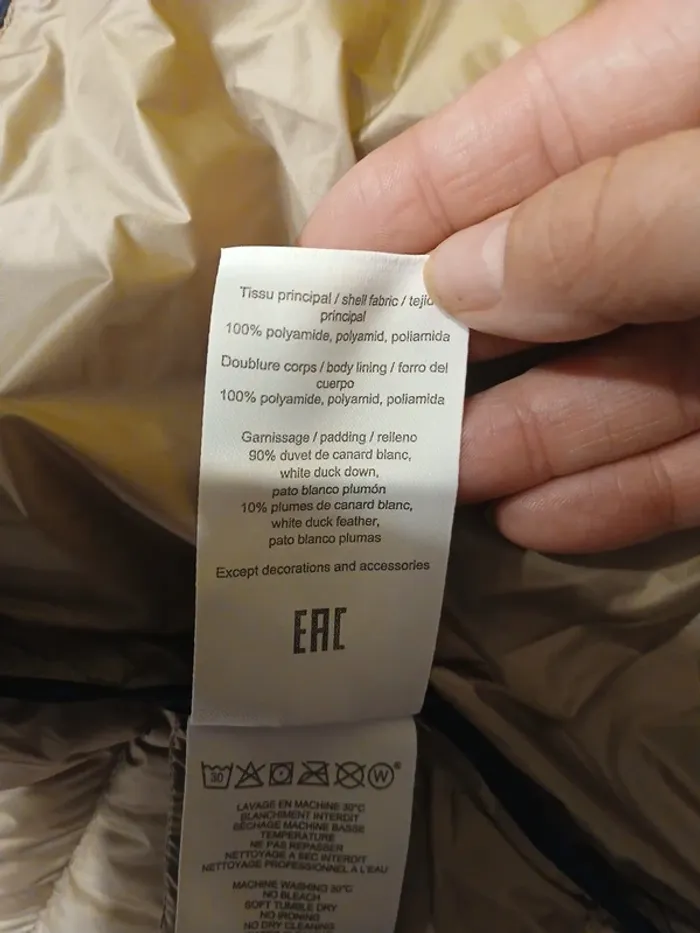 Tissu principal / shell fabric / tejido
principal
100% polyamide, polyamid, poliamida
Doublure corps / body lining / forro del
cuerpo
100% polyamide, polyamid, poliamida
Garnissage / padding / relleno
90% duvet de canard blanc,
white duck down,
pato blanco plumón
10% plumes de canard blanc,
white duck feather,
pato blanco plumas
Except decorations and accessories
EAC
30 W
LAVAGE EN MACHINE 30°C
BLANCHIMENT INTERDIT
SÉCHAGE MACHINE BASSE
TEMPERATURE
NE PAS REPASSER
NETTOYAGE A SEC INTERDIT
NETTOYAGE PROFESSIONNEL A L'EAU
MACHINE WASHING 30°C
NO BLEACH
SOFT TUMBLE DRY
NO IRONING
NO DRY CLEANING